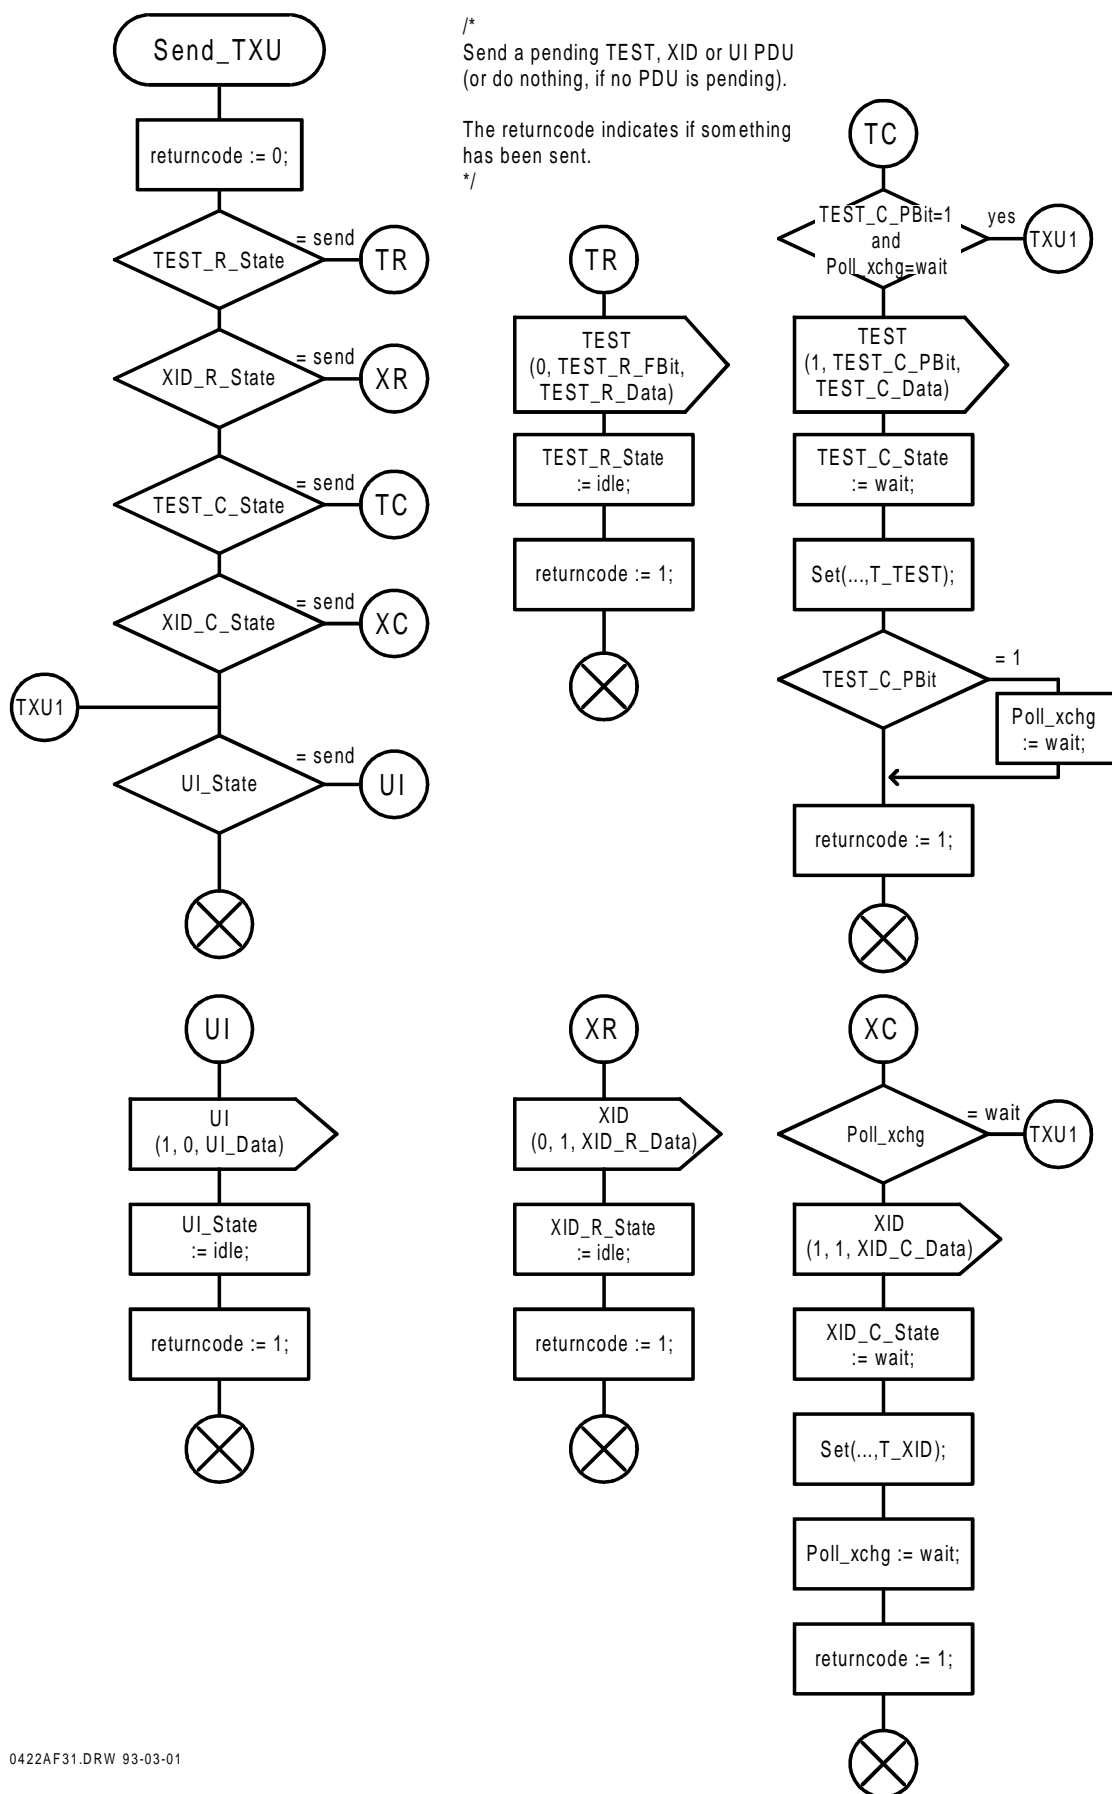 Send_TXU
returncode := 0;
TEST_R_State
= send
TR
XID_R_State
= send
XR
TEST_C_State
= send
TC
XID_C_State
= send
XC
TXU1
UI_State
= send
UI
/*
Send a pending TEST, XID or UI PDU
(or do nothing, if no PDU is pending).
The returncode indicates if something
has been sent.
*/
TR
TEST
(0, TEST_R_FBit,
TEST_R_Data)
TEST_R_State
:= idle;
returncode := 1;
TC
TEST_C_PBit=1
and
Poll_xchg=wait
yes
TXU1
TEST
(1, TEST_C_PBit,
TEST_C_Data)
TEST_C_State
:= wait;
Set(...,T_TEST);
TEST_C_PBit
= 1
Poll_xchg
:= wait;
returncode := 1;
UI
UI
(1, 0, UI_Data)
UI_State
:= idle;
returncode := 1;
XR
XID
(0, 1, XID_R_Data)
XID_R_State
:= idle;
returncode := 1;
XC
Poll_xchg
= wait
TXU1
XID
(1, 1, XID_C_Data)
XID_C_State
:= wait;
Set(...,T_XID);
Poll_xchg := wait;
returncode := 1;
0422AF31.DRW 93-03-01